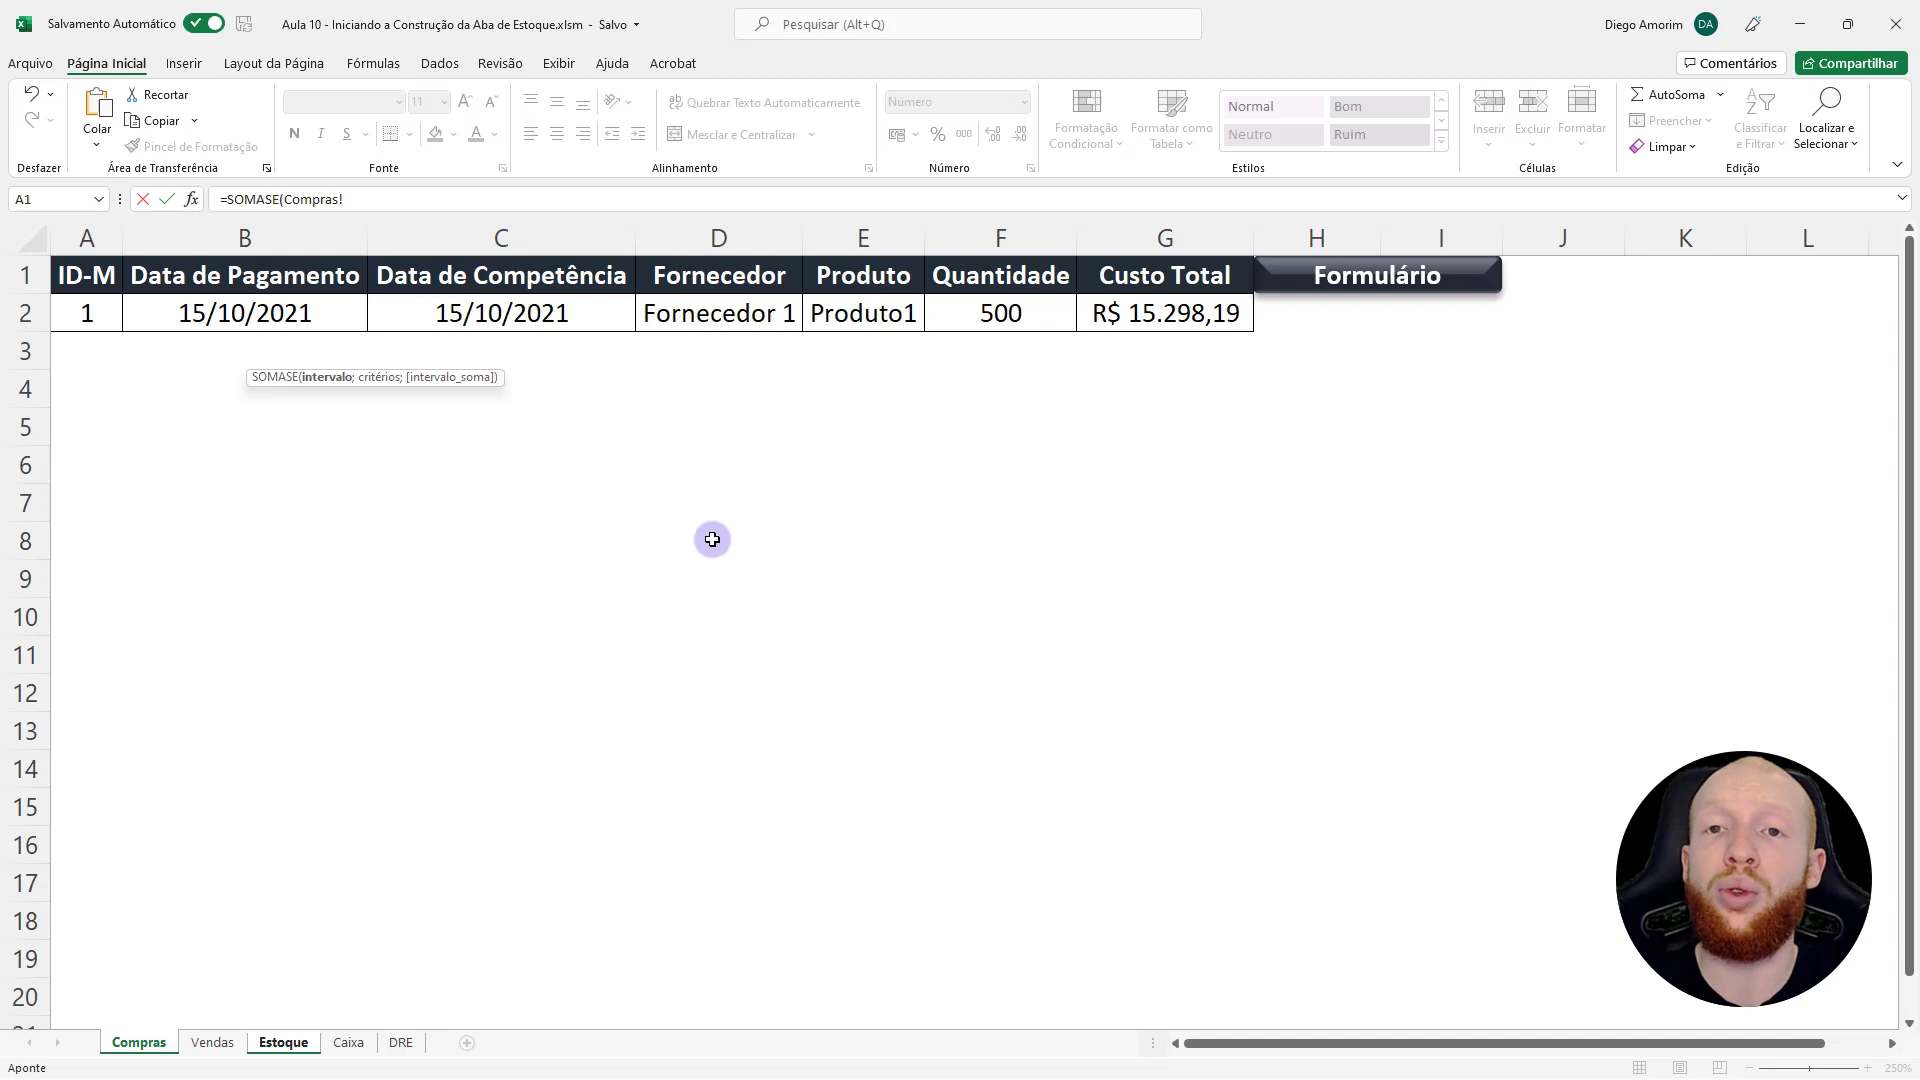 Salvamento Automático
Aula 10 - Iniciando a Construção da Aba de Estoque.xlsm - Salvo
Pesquisar (Alt+Q)
Diego Amorim DA
Arquivo Página Inicial Inserir Layout da Página Fórmulas Dados Revisão Exibir Ajuda Acrobat
Comentários Compartilhar
Recortar
Copiar
Pincel de Formatação
Colar
11
Quebrar Texto Automaticamente
Mesclar e Centralizar
Número
% 000
Formatação Condicional
Formatar como Tabela
Normal Bom
Neutro Ruim
Inserir Excluir Formatar
AutoSoma
Preencher
Limpar
Classificar e Filtrar
Localizar e Selecionar
Desfazer Área de Transferência Fonte Alinhamento Número Estilos Células Edição
A1 fx =SOMASE(Compras!
A B C D E F G H I J K L
1 ID-M Data de Pagamento Data de Competência Fornecedor Produto Quantidade Custo Total Formulário
2 1 15/10/2021 15/10/2021 Fornecedor 1 Produto1 500 R$ 15.298,19
3
SOMASE(intervalo; critérios; [intervalo_soma])
4
5
6
7
8
9
10
11
12
13
14
15
16
17
18
19
20
Compras Vendas Estoque Caixa DRE
Aponte
250%